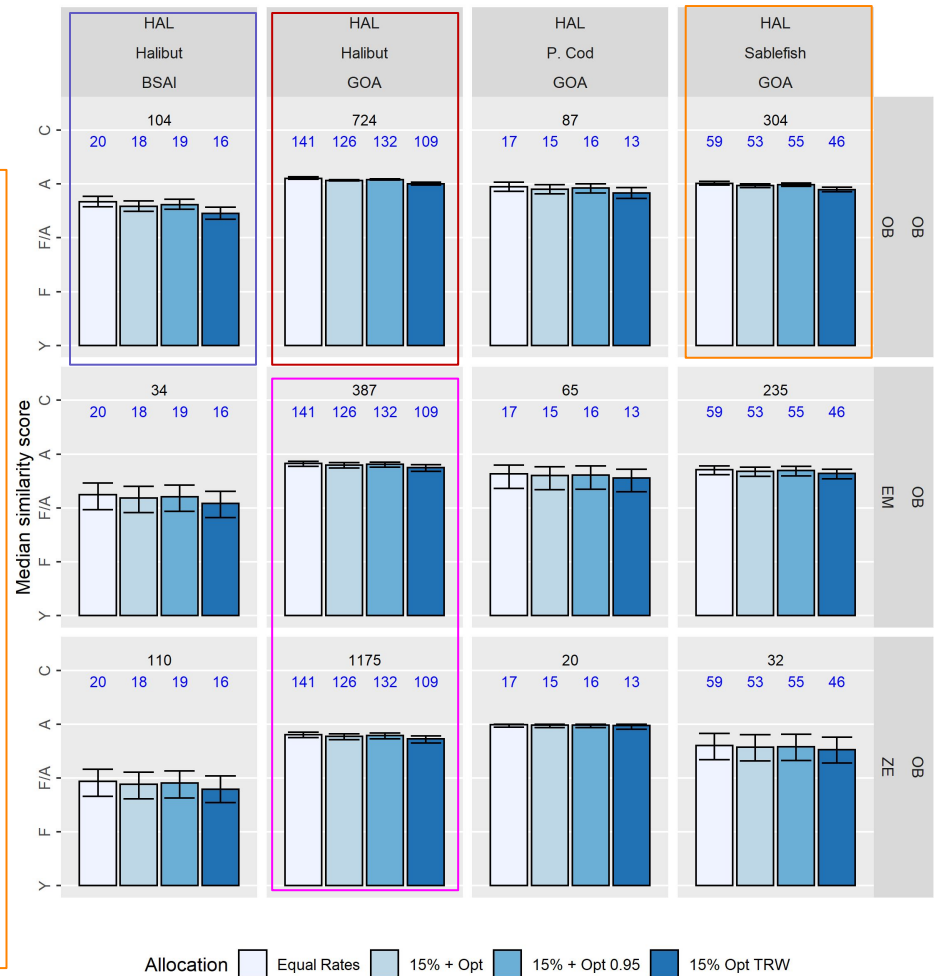 HAL HAL HAL HAL
Halibut Halibut P. Cod Sablefish
BSAI GOA GOA GOA
104 724 87 304
C
20 18 19 16 141 126 132 109 17 15 16 13 59 53 55 46
A
F/A
F
Y
OB
OB
34 387 65 235
C
20 18 19 16 141 126 132 109 17 15 16 13 59 53 55 46
A
F/A
F
Y
OB
EM
Median similarity score
110 1175 20 32
C
20 18 19 16 141 126 132 109 17 15 16 13 59 53 55 46
A
F/A
F
Y
OB
ZE
Allocation Equal Rates 15% + Opt 15% + Opt 0.95 15% Opt TRW